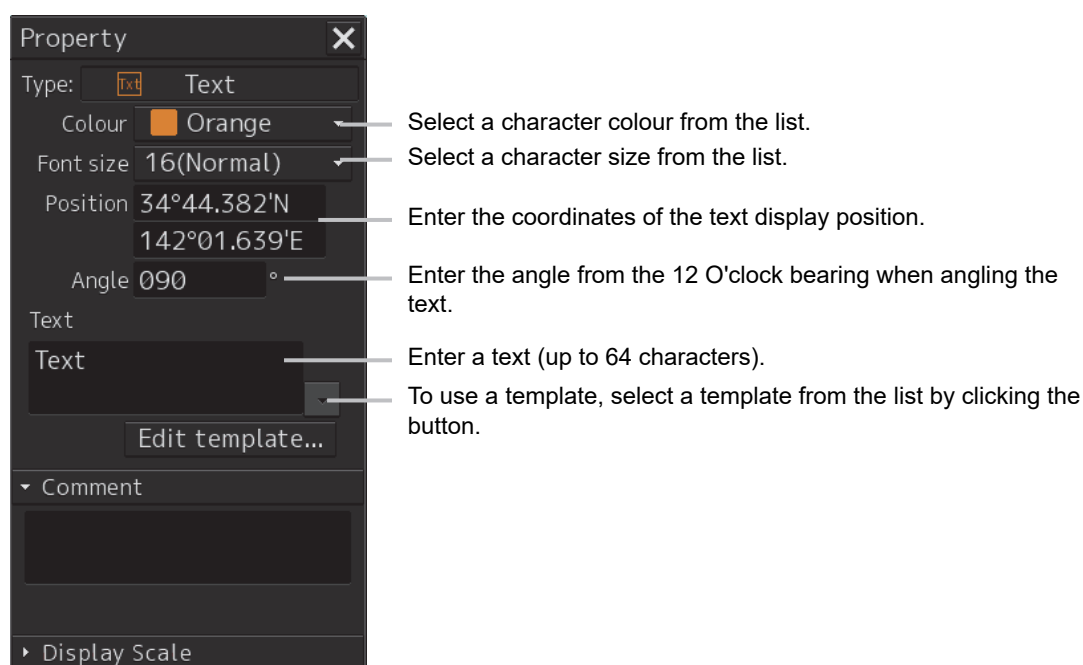 Property
Type: Txt Text
Colour Orange
Select a character colour from the list.
Font size 16(Normal)
Select a character size from the list.
Position 34°44.382'N
142°01.639'E
Enter the coordinates of the text display position.
Angle 090 °
Enter the angle from the 12 O'clock bearing when angling the
text.
Text
Text
Enter a text (up to 64 characters).
To use a template, select a template from the list by clicking the
button.
Edit template...
Comment
Display Scale